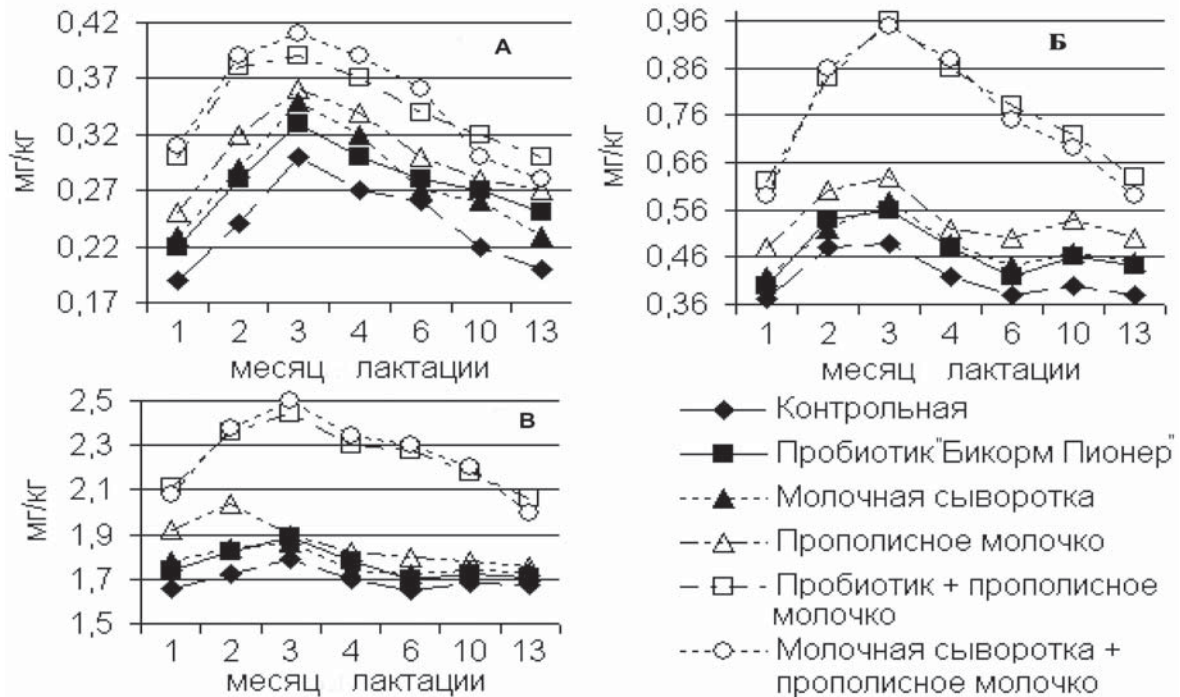 А
мг/кг
0,42
0,37
0,32
0,27
0,22
0,17
1 2 3 4 6 10 13
месяц лактации
Б
мг/кг
0,96
0,86
0,76
0,66
0,56
0,46
0,36
1 2 3 4 6 10 13
месяц лактации
В
мг/кг
2,5
2,3
2,1
1,9
1,7
1,5
1 2 3 4 6 10 13
месяц лактации
Контрольная
Пробиотик"Бикорм Пионер"
Молочная сыворотка
Прополисное молочко
Пробиотик + прополисное
молочко
Молочная сыворотка +
прополисное молочко